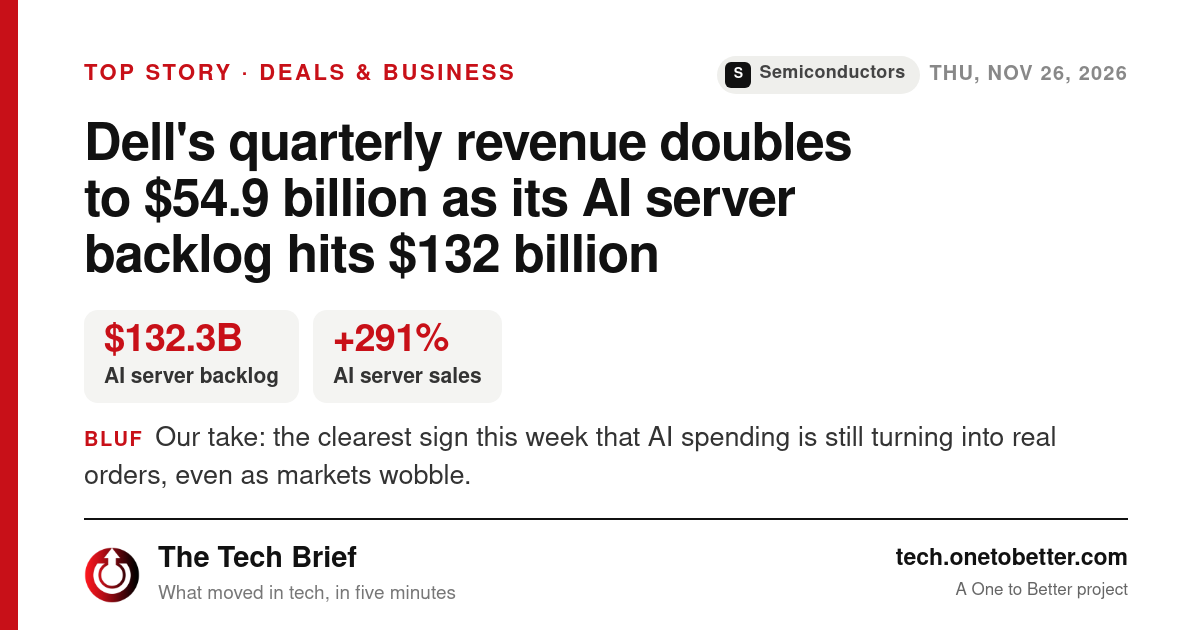 TOP STORY · DEALS & BUSINESS
S Semiconductors
THU, NOV 26, 2026
Dell's quarterly revenue doubles
to $54.9 billion as its AI server
backlog hits $132 billion
$132.3B
AI server backlog
+291%
AI server sales
BLUF Our take: the clearest sign this week that AI spending is still turning into real
orders, even as markets wobble.
The Tech Brief
What moved in tech, in five minutes
tech.onetobetter.com
A One to Better project